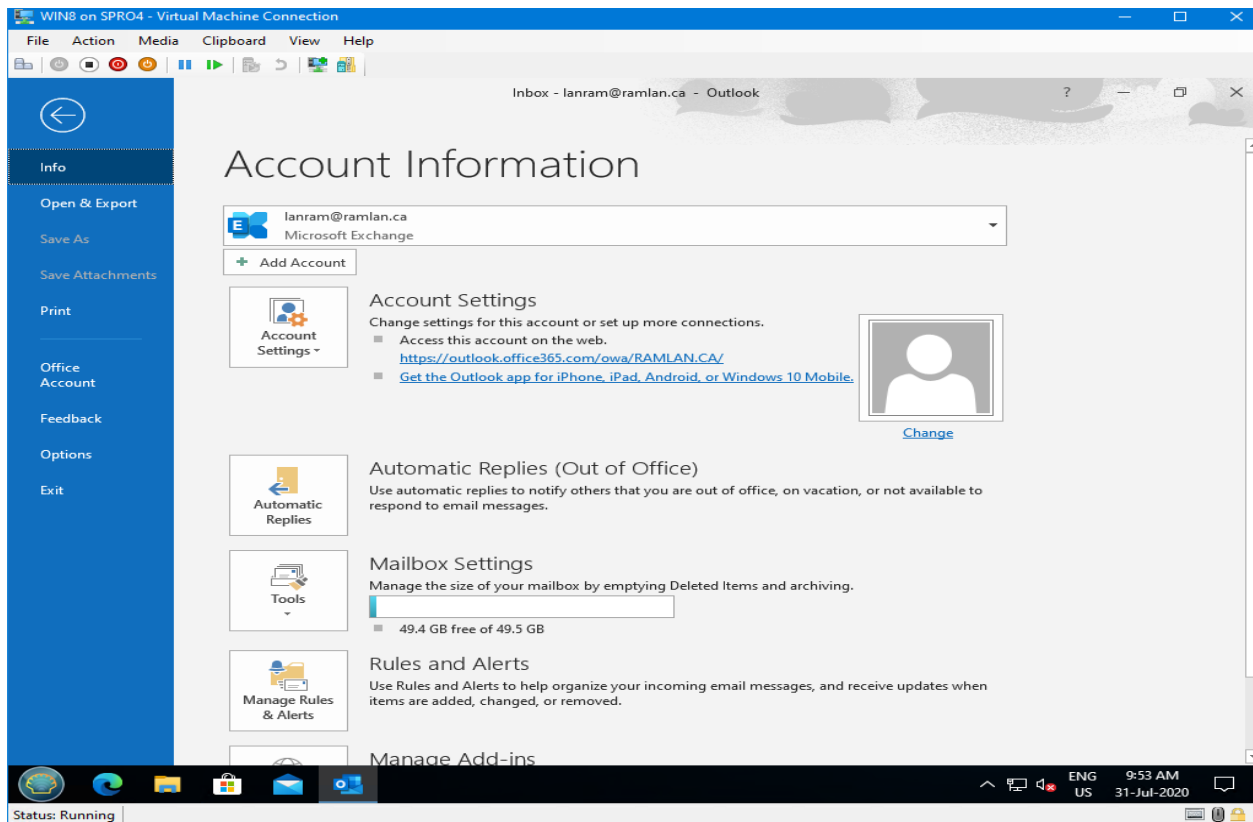 WIN8 on SPRO4 - Virtual Machine Connection
File Action Media Clipboard View Help
Inbox - lanram@ramlan.ca - Outlook
?
Info
Open & Export
Save As
Save Attachments
Print
Office
Account
Feedback
Options
Exit
Account Information
E
lanram@ramlan.ca
Microsoft Exchange
Add Account
Account
Settings
Account Settings
Change settings for this account or set up more connections.
Access this account on the web.
https://outlook.office365.com/owa/RAMLAN.CA/
Get the Outlook app for iPhone, iPad, Android, or Windows 10 Mobile.
Change
Automatic
Replies
Automatic Replies (Out of Office)
Use automatic replies to notify others that you are out of office, on vacation, or not available to
respond to email messages.
Tools
Mailbox Settings
Manage the size of your mailbox by emptying Deleted Items and archiving.
49.4 GB free of 49.5 GB
Manage Rules
& Alerts
Rules and Alerts
Use Rules and Alerts to help organize your incoming email messages, and receive updates when
items are added, changed, or removed.
Manage Add-ins
ENG
US
9:53 AM
31-Jul-2020
Status: Running